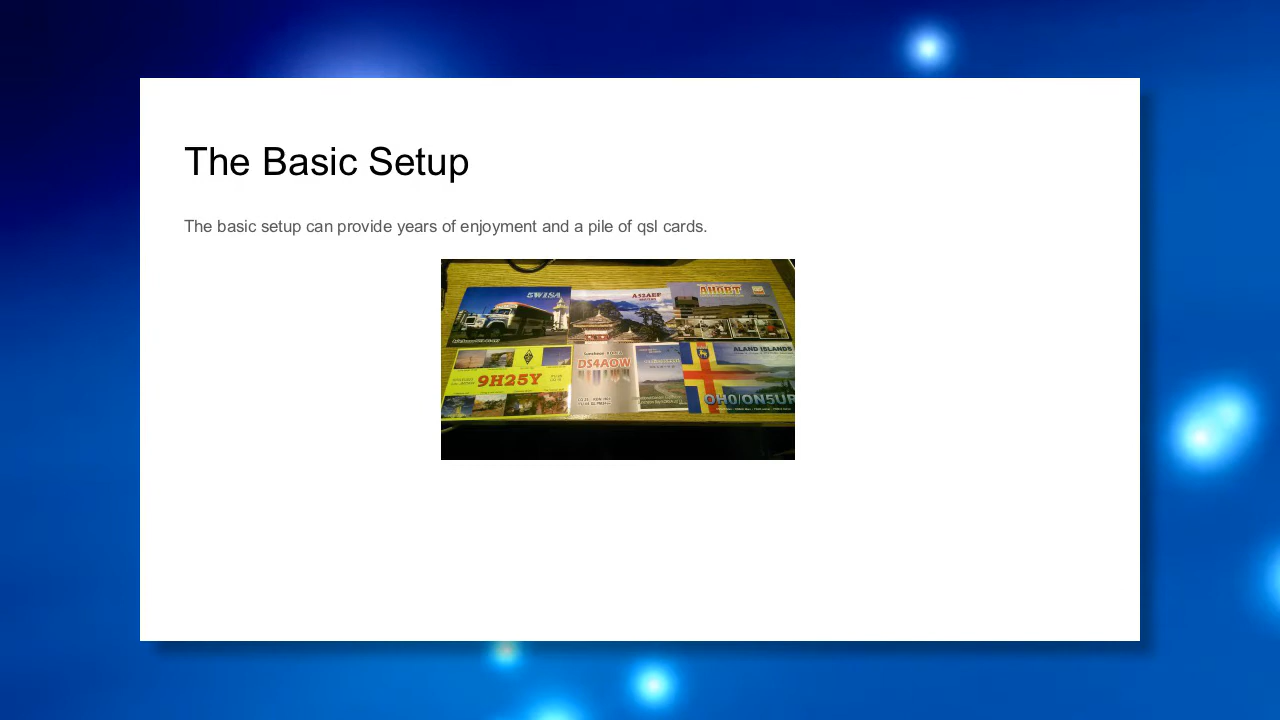 The Basic Setup
The basic setup can provide years of enjoyment and a pile of qsl cards.
5W1SA
A52AEF
AH0BT
9H25Y
DS4AOW
ALAND ISLANDS
OH0/ON5UR